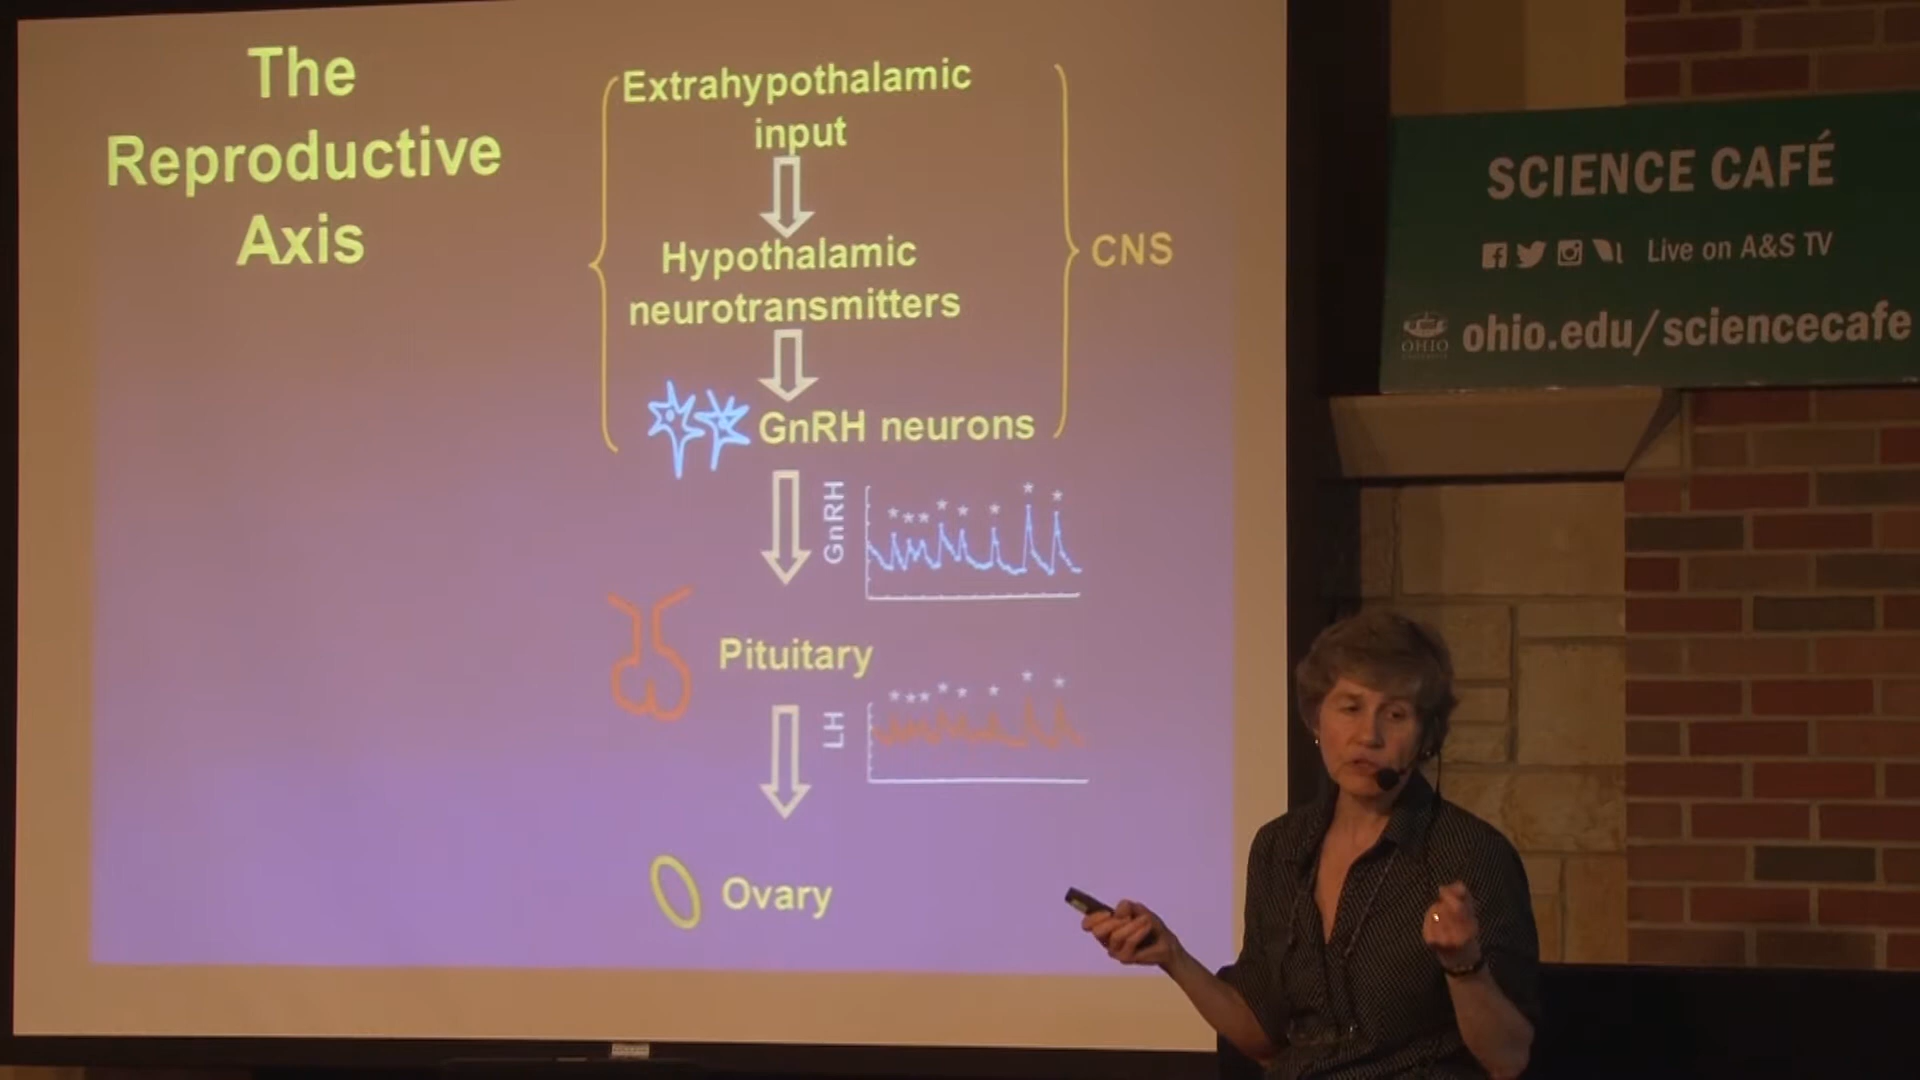 The
Reproductive
Axis
Extrahypothalamic
input
Hypothalamic
neurotransmitters
CNS
GnRH neurons
GnRH
Pituitary
LH
Ovary
SCIENCE CAFÉ
Live on A&S TV
OHIO
ohio.edu/sciencecafe